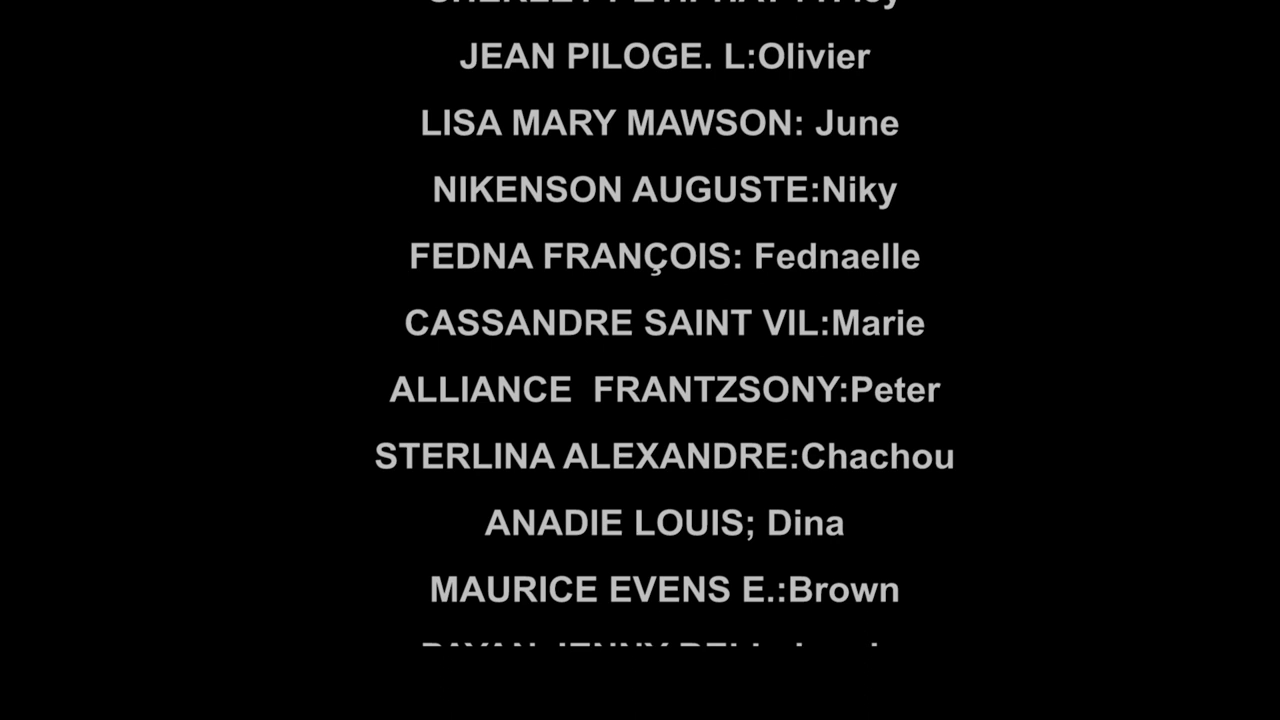 JEAN PILOGE. L:Olivier
LISA MARY MAWSON: June
NIKENSON AUGUSTE:Niky
FEDNA FRANÇOIS: Fednaelle
CASSANDRE SAINT VIL:Marie
ALLIANCE  FRANTZSONY:Peter
STERLINA ALEXANDRE:Chachou
ANADIE LOUIS; Dina
MAURICE EVENS E.:Brown